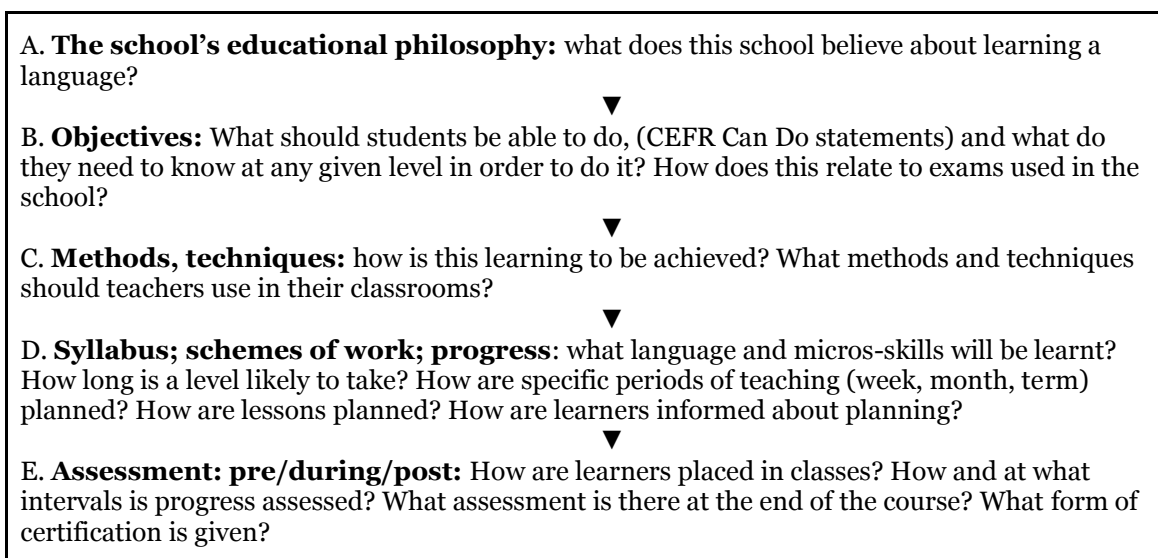 A. The school's educational philosophy: what does this school believe about learning a
language?
▼
B. Objectives: What should students be able to do, (CEFR Can Do statements) and what do
they need to know at any given level in order to do it? How does this relate to exams used in the
school?
▼
C. Methods, techniques: how is this learning to be achieved? What methods and techniques
should teachers use in their classrooms?
▼
D. Syllabus; schemes of work; progress: what language and micros-skills will be learnt?
How long is a level likely to take? How are specific periods of teaching (week, month, term)
planned? How are lessons planned? How are learners informed about planning?
▼
E. Assessment: pre/during/post: How are learners placed in classes? How and at what
intervals is progress assessed? What assessment is there at the end of the course? What form of
certification is given?